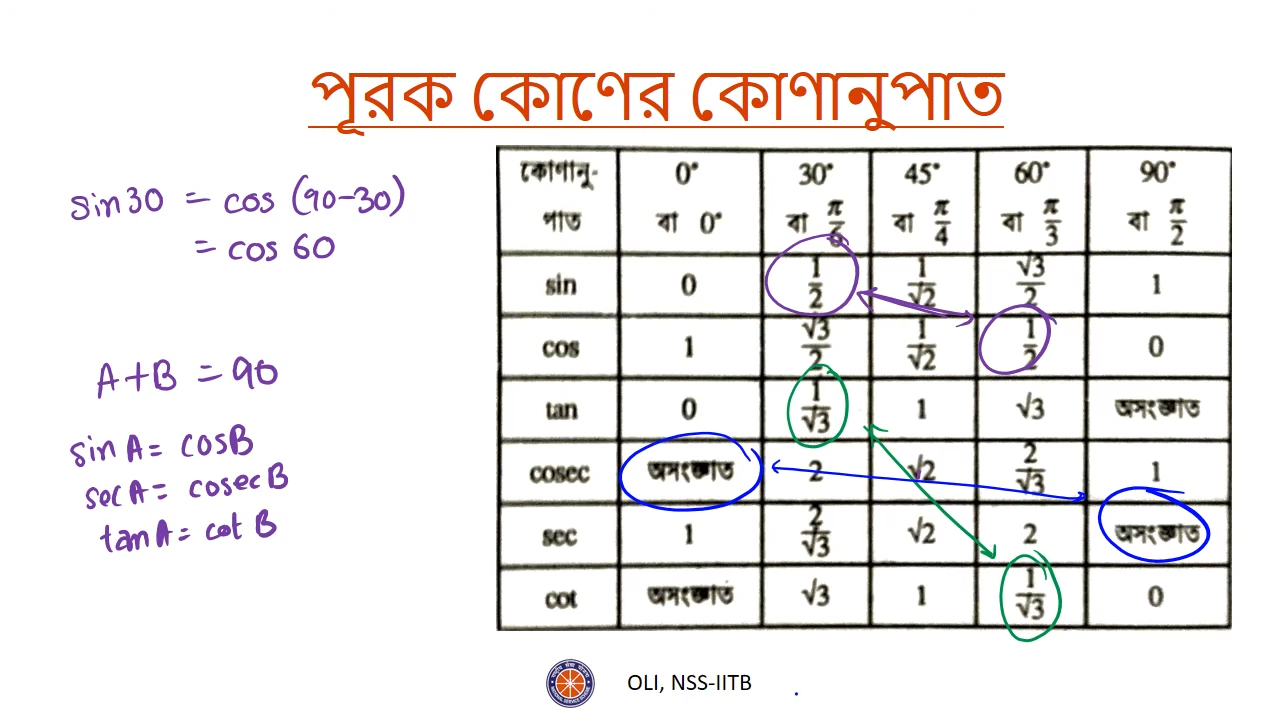 পূরক কোণের কোণানুপাত
sin 30 = cos (90-30)
= cos 60
A+B = 90
sin A = cos B
sec A = cosec B
tan A = cot B
কোণানু-পাত 0° বা 0° 30° বা π/6 45° বা π/4 60° বা π/3 90° বা π/2
sin 0 1/2 1/√2 √3/2 1
cos 1 √3/2 1/√2 1/2 0
tan 0 1/√3 1 √3 অসংজ্ঞাত
cosec অসংজ্ঞাত 2 √2 2/√3 1
sec 1 2/√3 √2 2 অসংজ্ঞাত
cot অসংজ্ঞাত √3 1 1/√3 0
OLI, NSS-IITB